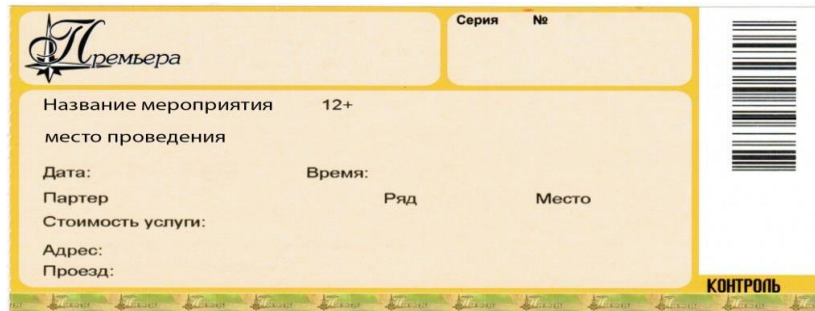 Премьера
Серия №
Название мероприятия 12+
место проведения
Дата: Время:
Партер Ряд Место
Стоимость услуги:
Адрес:
Проезд:
КОНТРОЛЬ